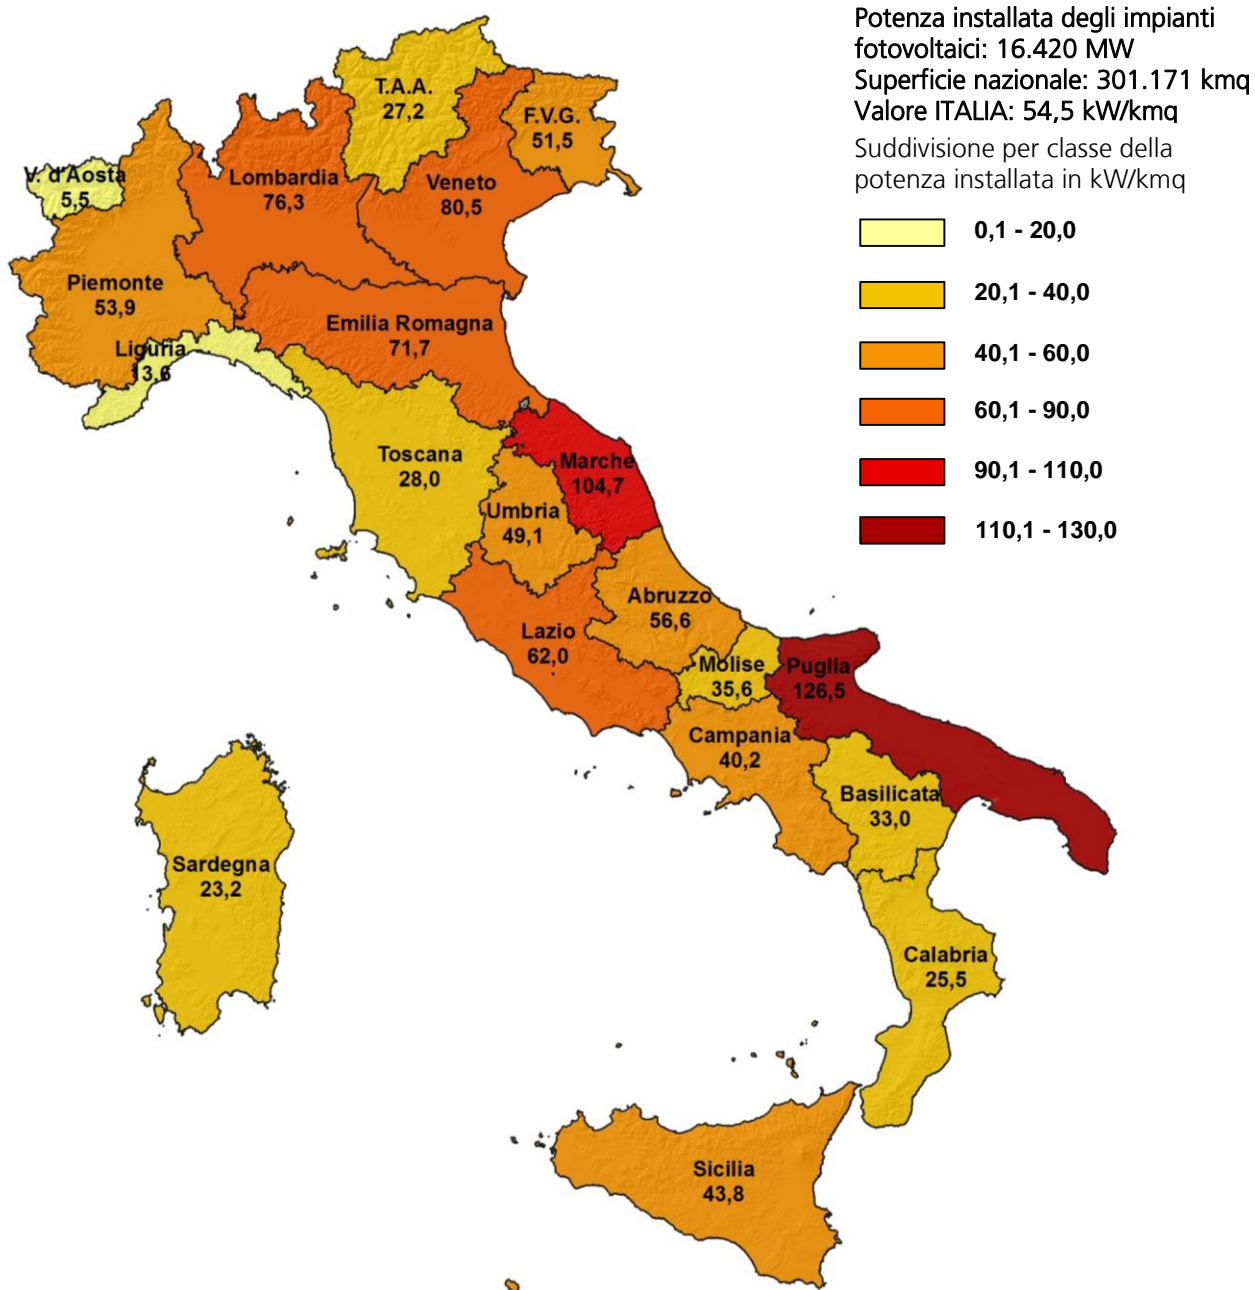 Potenza installata degli impianti
fotovoltaici: 16.420 MW
Superficie nazionale: 301.171 kmq
Valore ITALIA: 54,5 kW/kmq
Suddivisione per classe della
potenza installata in kW/kmq
0,1 - 20,0
20,1 - 40,0
40,1 - 60,0
60,1 - 90,0
90,1 - 110,0
110,1 - 130,0
T.A.A.
27,2
F.V.G.
51,5
V. d'Aosta
5,5
Lombardia
76,3
Veneto
80,5
Piemonte
53,9
Emilia Romagna
71,7
Liguria
13,6
Toscana
28,0
Marche
104,7
Umbria
49,1
Abruzzo
56,6
Lazio
62,0
Molise
35,6
Puglia
126,5
Campania
40,2
Basilicata
33,0
Sardegna
23,2
Calabria
25,5
Sicilia
43,8